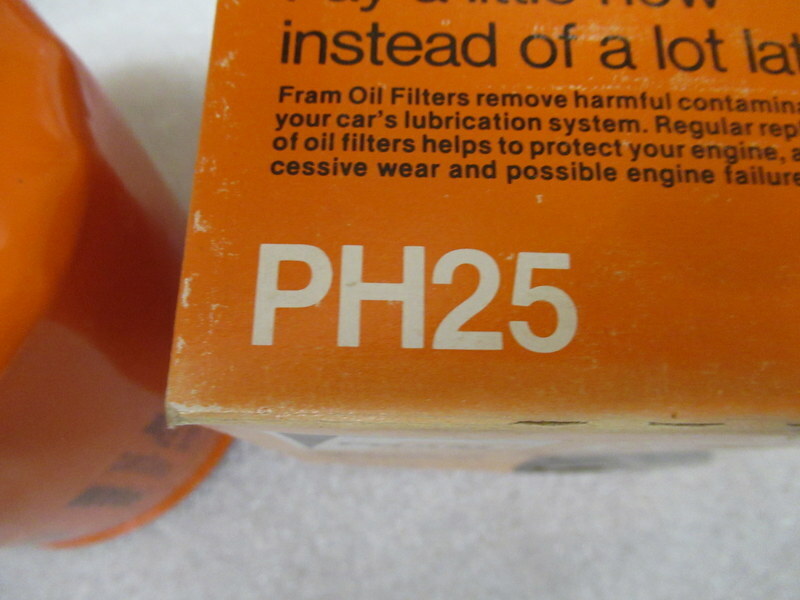 instead of a lot
Fram Oil Filters remove harmful
your car's lubrication system. Regular
of oil filters helps to protect your engine,
cessive wear and possible engine failure
PH25